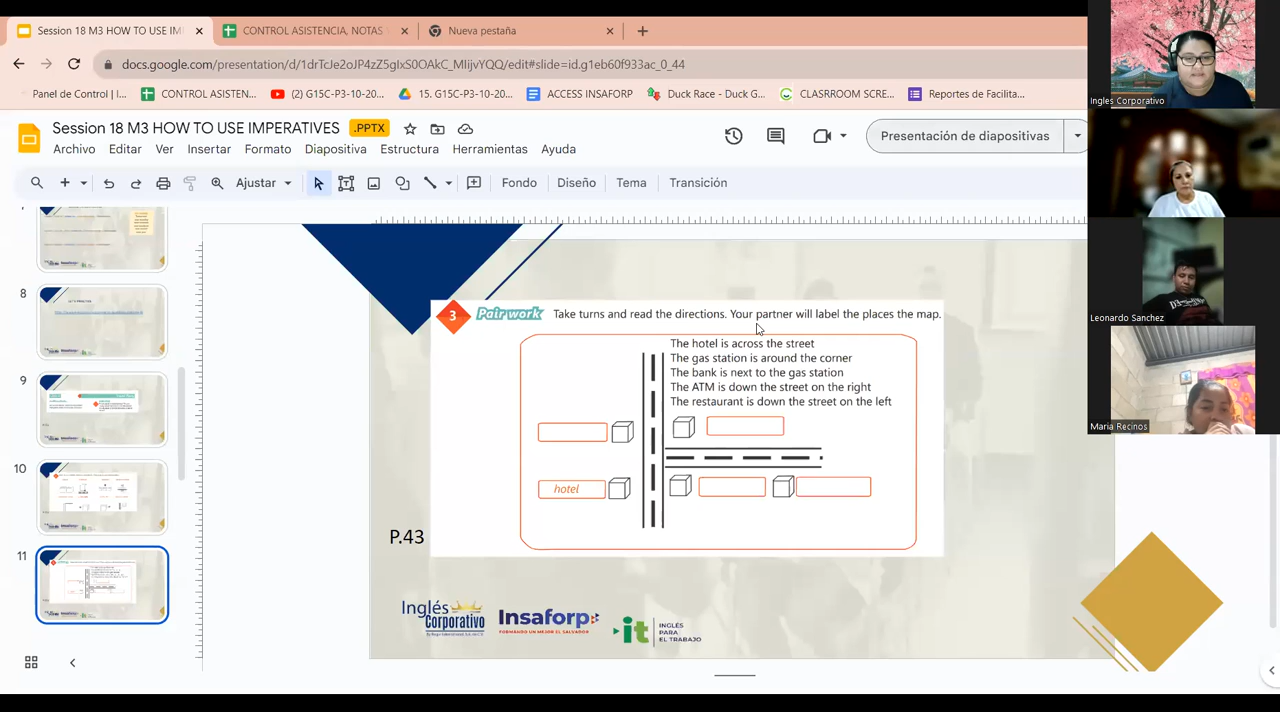 Session 18 M3 HOW TO USE IMPE
CONTROL ASISTENCIA, NOTAS
Nueva pestaña
docs.google.com/presentation/d/1drTcJe2oJP4zZ5gIxS0OAkC_MIijvYQQ/edit#slide=id.g1eb60f933ac_0_44
Panel de Control | I...
CONTROL ASISTEN...
(2) G15C-P3-10-20...
15. G15C-P3-10-20...
ACCESS INSAFORP
Duck Race - Duck G...
CLASRROOM SCRE...
Reportes de Facilita...
Session 18 M3 HOW TO USE IMPERATIVES
.PPTX
Archivo Editar Ver Insertar Formato Diapositiva Estructura Herramientas Ayuda
Presentación de diapositivas
Ajustar
Fondo Diseño Tema Transición
8
9
10
11
3 Pair work Take turns and read the directions. Your partner will label the places the map.
The hotel is across the street
The gas station is around the corner
The bank is next to the gas station
The ATM is down the street on the right
The restaurant is down the street on the left
hotel
P.43
Inglés
Corporativo
Insaforp
FORMANDO UN MEJOR EL SALVADOR
it
INGLÉS
PARA
EL TRABAJO
Ingles Corporativo
Leonardo Sanchez
Maria Recinos